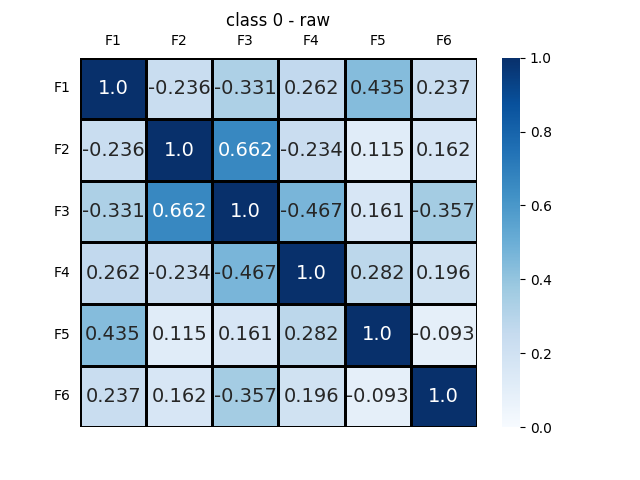 class 0 - raw
F1 F2 F3 F4 F5 F6
F1 1.0 -0.236 -0.331 0.262 0.435 0.237
F2 -0.236 1.0 0.662 -0.234 0.115 0.162
F3 -0.331 0.662 1.0 -0.467 0.161 -0.357
F4 0.262 -0.234 -0.467 1.0 0.282 0.196
F5 0.435 0.115 0.161 0.282 1.0 -0.093
F6 0.237 0.162 -0.357 0.196 -0.093 1.0
1.0
0.8
0.6
0.4
0.2
0.0